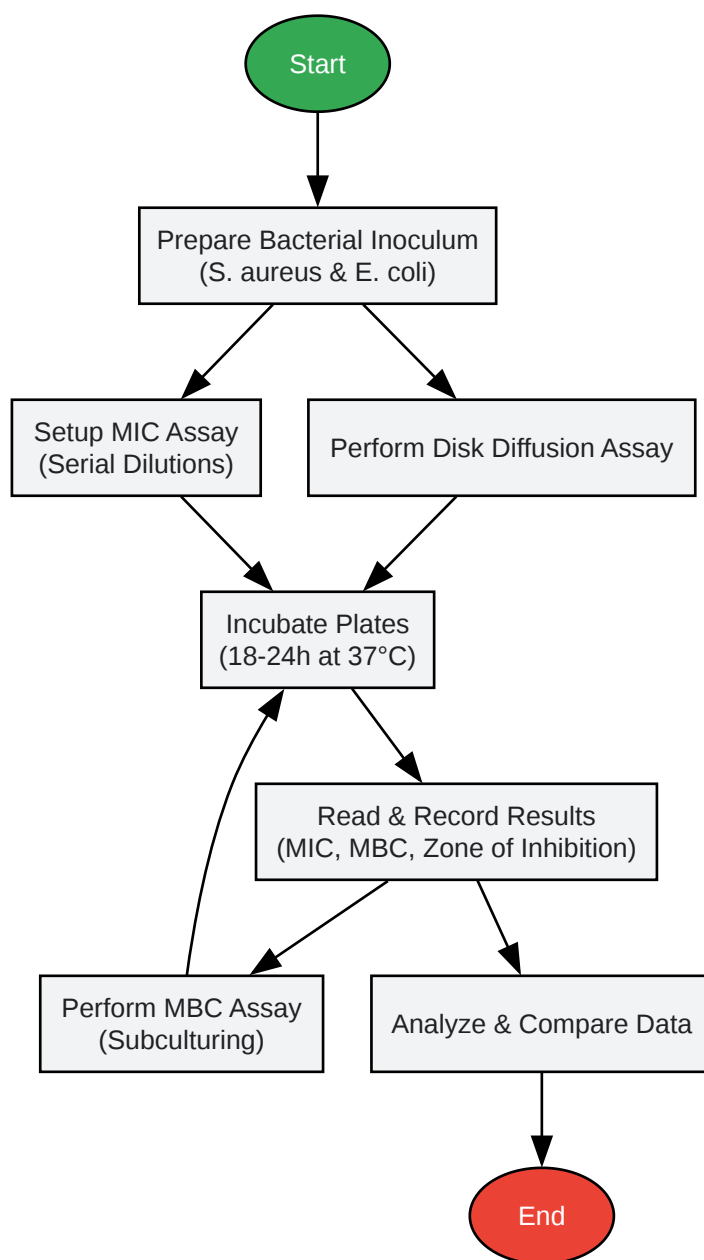 Start
Prepare Bacterial Inoculum
(S. aureus & E. coli)
Setup MIC Assay
(Serial Dilutions)
Perform Disk Diffusion Assay
Incubate Plates
(18-24h at 37°C)
Read & Record Results
(MIC, MBC, Zone of Inhibition)
Perform MBC Assay
(Subculturing)
Analyze & Compare Data
End